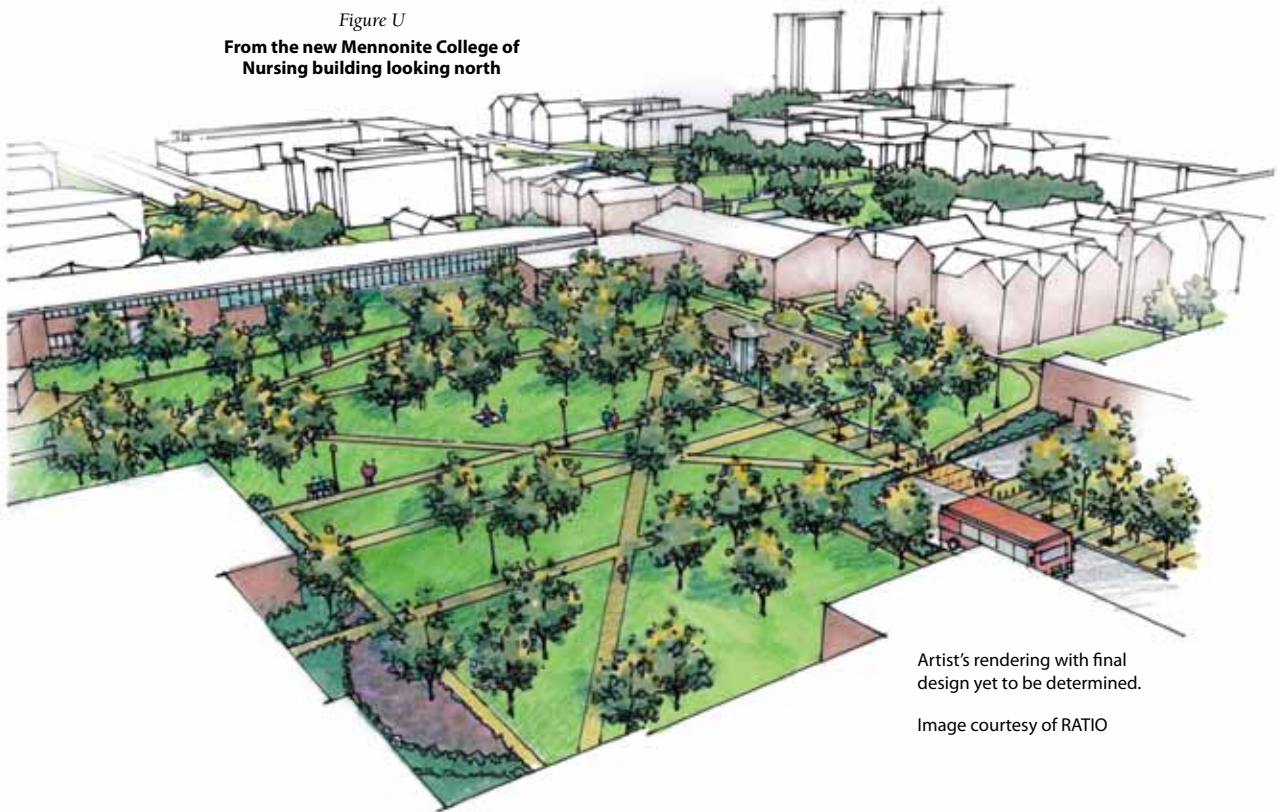 Figure U
From the new Mennonite College of
Nursing building looking north
Artist’s rendering with final
design yet to be determined.
Image courtesy of RATIO